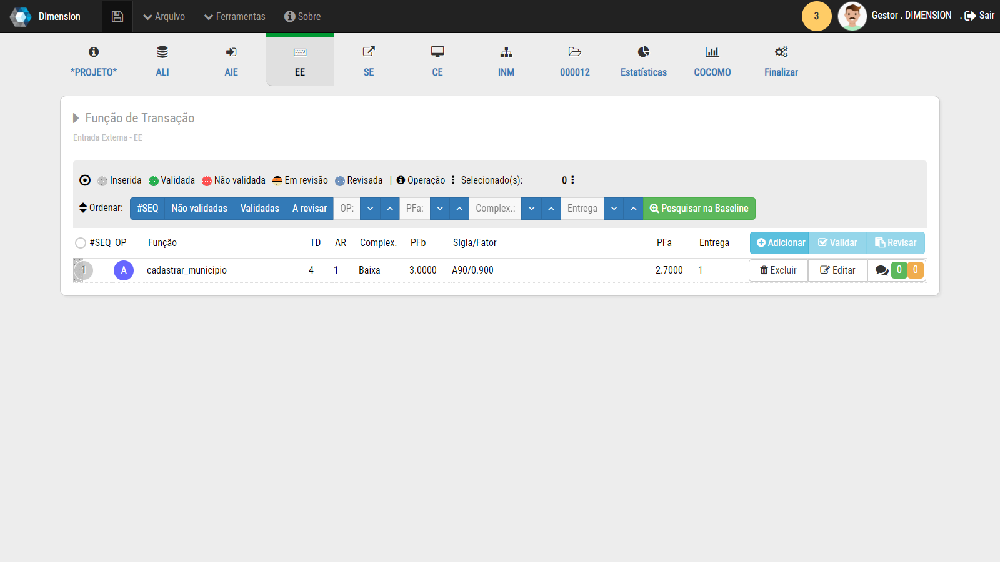 Dimension
Arquivo
Ferramentas
Sobre
3
Gestor . DIMENSION . Sair
*PROJETO*
ALI
AIE
EE
SE
CE
INM
000012
Estatísticas
COCOMO
Finalizar
Função de Transação
Entrada Externa - EE
Inserida Validada Não validada Em revisão Revisada | Operação Selecionado(s): 0
Ordenar: #SEQ Não validadas Validadas A revisar OP: PFa: Complex.: Entrega Pesquisar na Baseline
#SEQ OP Função TD AR Complex. PFb Sigla/Fator PFa Entrega Adicionar Validar Revisar
1 A cadastrar_municipio 4 1 Baixa 3.0000 A90/0.900 2.7000 1 Excluir Editar 0 0